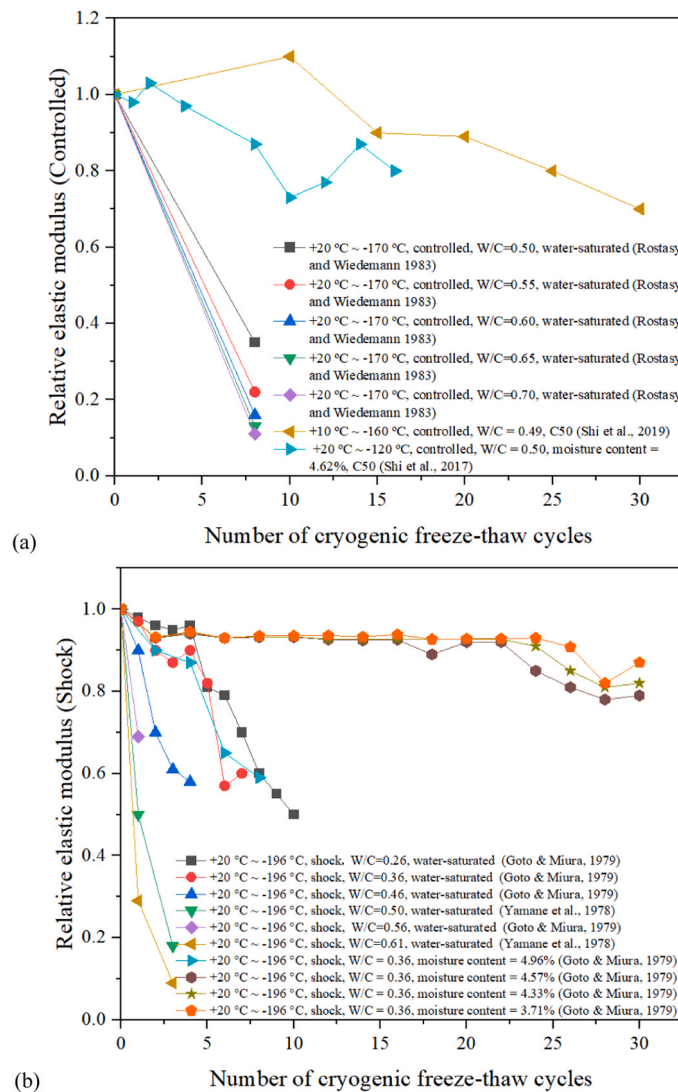 1.2
1.0
0.8
0.6
0.4
0.2
0.0
Relative elastic modulus (Controlled)
+20 °C ~ -170 °C, controlled, W/C=0.50, water-saturated (Rostasy
and Wiedemann 1983)
+20 °C ~ -170 °C, controlled, W/C=0.55, water-saturated (Rostasy
and Wiedemann 1983)
+20 °C ~ -170 °C, controlled, W/C=0.60, water-saturated (Rostasy
and Wiedemann 1983)
+20 °C ~ -170 °C, controlled, W/C=0.65, water-saturated (Rostasy
and Wiedemann 1983)
+20 °C ~ -170 °C, controlled, W/C=0.70, water-saturated (Rostasy
and Wiedemann 1983)
+10 °C ~ -160 °C, controlled, W/C = 0.49, C50 (Shi et al., 2019)
+20 °C ~ -120 °C, controlled, W/C = 0.50, moisture content =
4.62%, C50 (Shi et al., 2017)
0 5 10 15 20 25 30
Number of cryogenic freeze-thaw cycles
(a)
1.0
0.8
0.6
0.4
0.2
0.0
Relative elastic modulus (Shock)
+20 °C ~ -196 °C, shock, W/C=0.26, water-saturated (Goto & Miura, 1979)
+20 °C ~ -196 °C, shock, W/C=0.36, water-saturated (Goto & Miura, 1979)
+20 °C ~ -196 °C, shock, W/C=0.46, water-saturated (Goto & Miura, 1979)
+20 °C ~ -196 °C, shock, W/C=0.50, water-saturated (Yamane et al., 1978)
+20 °C ~ -196 °C, shock, W/C=0.56, water-saturated (Goto & Miura, 1979)
+20 °C ~ -196 °C, shock, W/C=0.61, water-saturated (Yamane et al., 1978)
+20 °C ~ -196 °C, shock, W/C = 0.36, moisture content = 4.96% (Goto & Miura, 1979)
+20 °C ~ -196 °C, shock, W/C = 0.36, moisture content = 4.57% (Goto & Miura, 1979)
+20 °C ~ -196 °C, shock, W/C = 0.36, moisture content = 4.33% (Goto & Miura, 1979)
+20 °C ~ -196 °C, shock, W/C = 0.36, moisture content = 3.71% (Goto & Miura, 1979)
0 5 10 15 20 25 30
Number of cryogenic freeze-thaw cycles
(b)